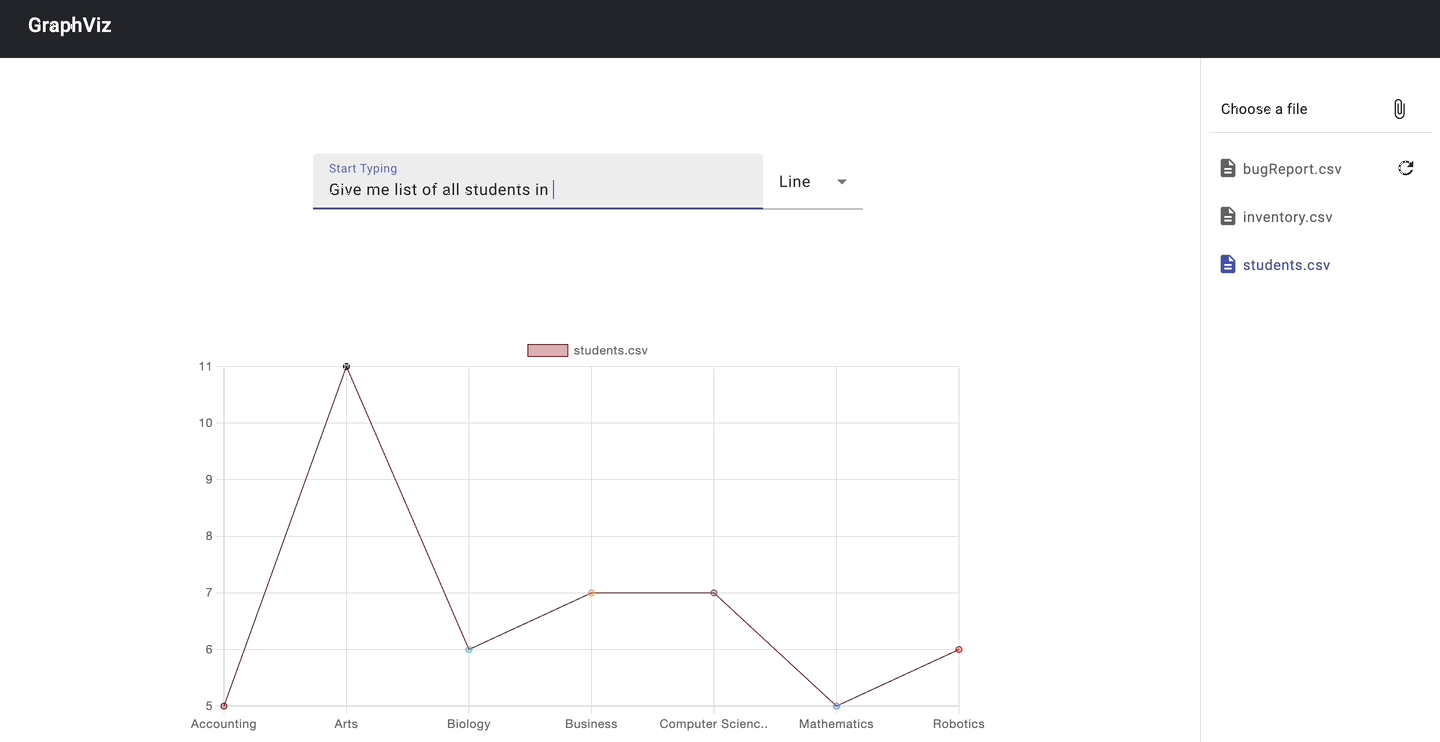 GraphViz
Choose a file
Start Typing
Give me list of all students in
Line
bugReport.csv
inventory.csv
students.csv
students.csv
11
10
9
8
7
6
5
Accounting Arts Biology Business Computer Scienc.. Mathematics Robotics